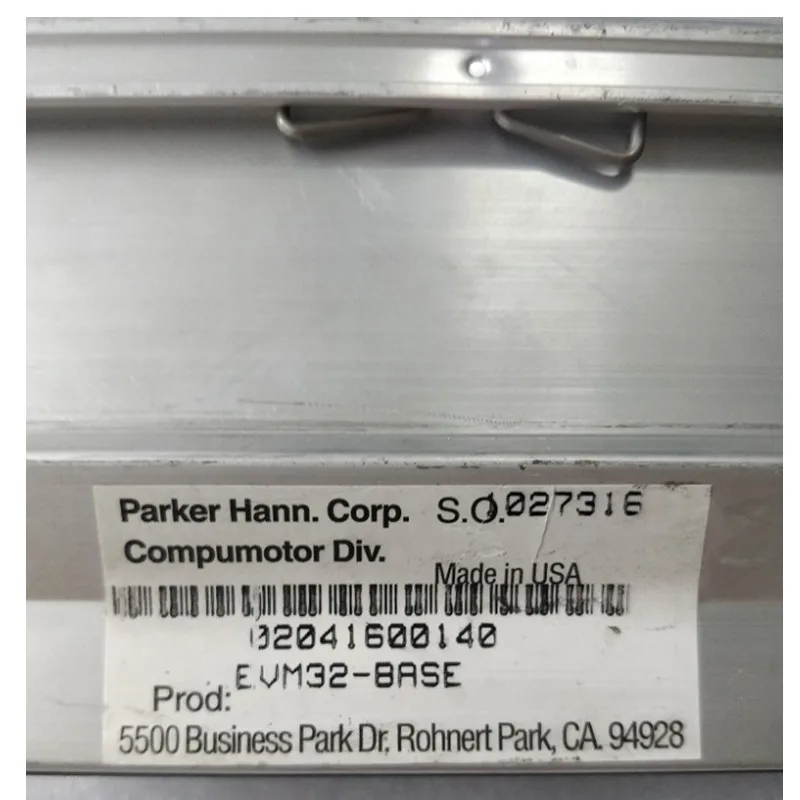 Parker Hann. Corp. S.O. 1027316
Compumotor Div.
Made in USA
02041600140
Prod: EVM32-BASE
5500 Business Park Dr, Rohnert Park, CA. 94928